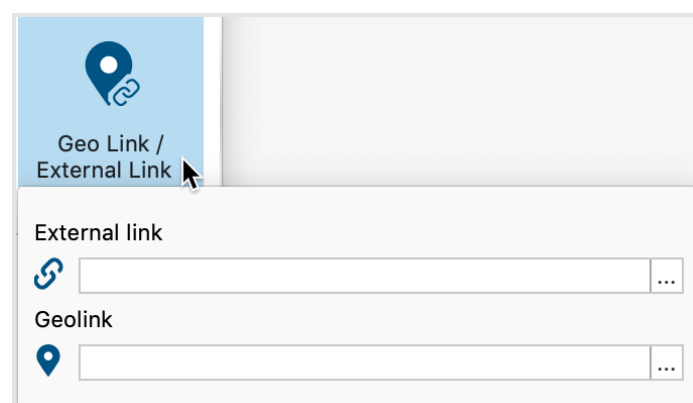 Geo Link /
External Link
External link
...
Geolink
...